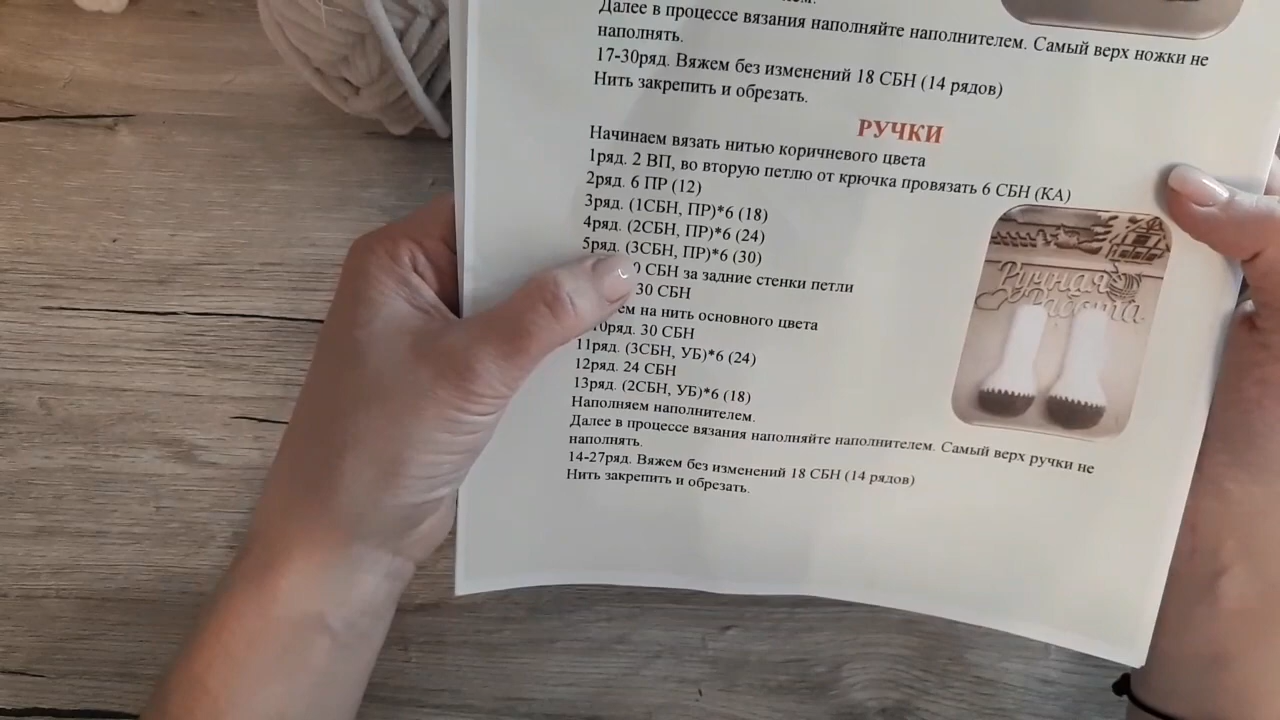 Далее в процессе вязания наполняйте наполнителем. Самый верх ножки не
наполнять.
17-30ряд. Вяжем без изменений 18 СБН (14 рядов)
Нить закрепить и обрезать.
РУЧКИ
Начинаем вязать нитью коричневого цвета
1ряд. 2 ВП, во вторую петлю от крючка провязать 6 СБН (КА)
2ряд. 6 ПР (12)
3ряд. (1СБН, ПР)*6 (18)
4ряд. (2СБН, ПР)*6 (24)
5ряд. (3СБН, ПР)*6 (30)
0 СБН за задние стенки петли
30 СБН
ем на нить основного цвета
10ряд. 30 СБН
11ряд. (3СБН, УБ)*6 (24)
12ряд. 24 СБН
13ряд. (2СБН, УБ)*6 (18)
Наполняем наполнителем.
Далее в процессе вязания наполняйте наполнителем. Самый верх ручки не
наполнять.
14-27ряд. Вяжем без изменений 18 СБН (14 рядов)
Нить закрепить и обрезать.
Ручная
Работа